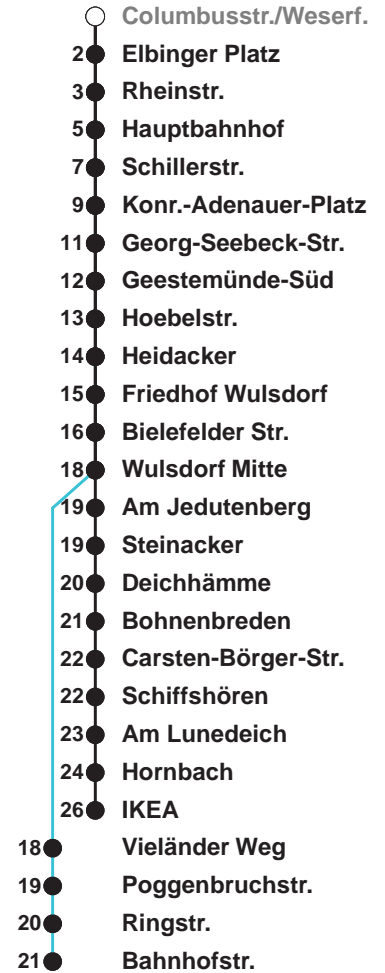 Columbusstr./Weserf.
2 Elbinger Platz
3 Rheinstr.
5 Hauptbahnhof
7 Schillerstr.
9 Konr.-Adenauer-Platz
11 Georg-Seebeck-Str.
12 Geestemünde-Süd
13 Hoebelstr.
14 Heidacker
15 Friedhof Wulsdorf
16 Bielefelder Str.
18 Wulsdorf Mitte
19 Am Jedutenberg
19 Steinacker
20 Deichhämme
21 Bohnenbreden
22 Carsten-Börger-Str.
22 Schiffshören
23 Am Lunedeich
24 Hornbach
26 IKEA
18 Vieländer Weg
19 Poggenbruchstr.
20 Ringstr.
21 Bahnhofstr.